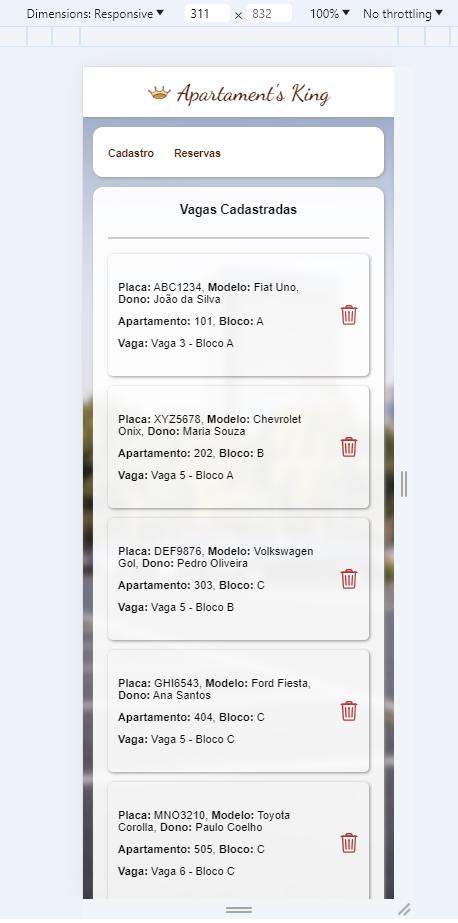 Dimensions: Responsive 311 × 832 100% No throttling
Apartament's King
Cadastro Reservas
Vagas Cadastradas
Placa: ABC1234, Modelo: Fiat Uno,
Dono: João da Silva
Apartamento: 101, Bloco: A
Vaga: Vaga 3 - Bloco A
Placa: XYZ5678, Modelo: Chevrolet
Onix, Dono: Maria Souza
Apartamento: 202, Bloco: B
Vaga: Vaga 5 - Bloco A
Placa: DEF9876, Modelo: Volkswagen
Gol, Dono: Pedro Oliveira
Apartamento: 303, Bloco: C
Vaga: Vaga 5 - Bloco B
Placa: GHI6543, Modelo: Ford Fiesta,
Dono: Ana Santos
Apartamento: 404, Bloco: C
Vaga: Vaga 5 - Bloco C
Placa: MNO3210, Modelo: Toyota
Corolla, Dono: Paulo Coelho
Apartamento: 505, Bloco: C
Vaga: Vaga 6 - Bloco C